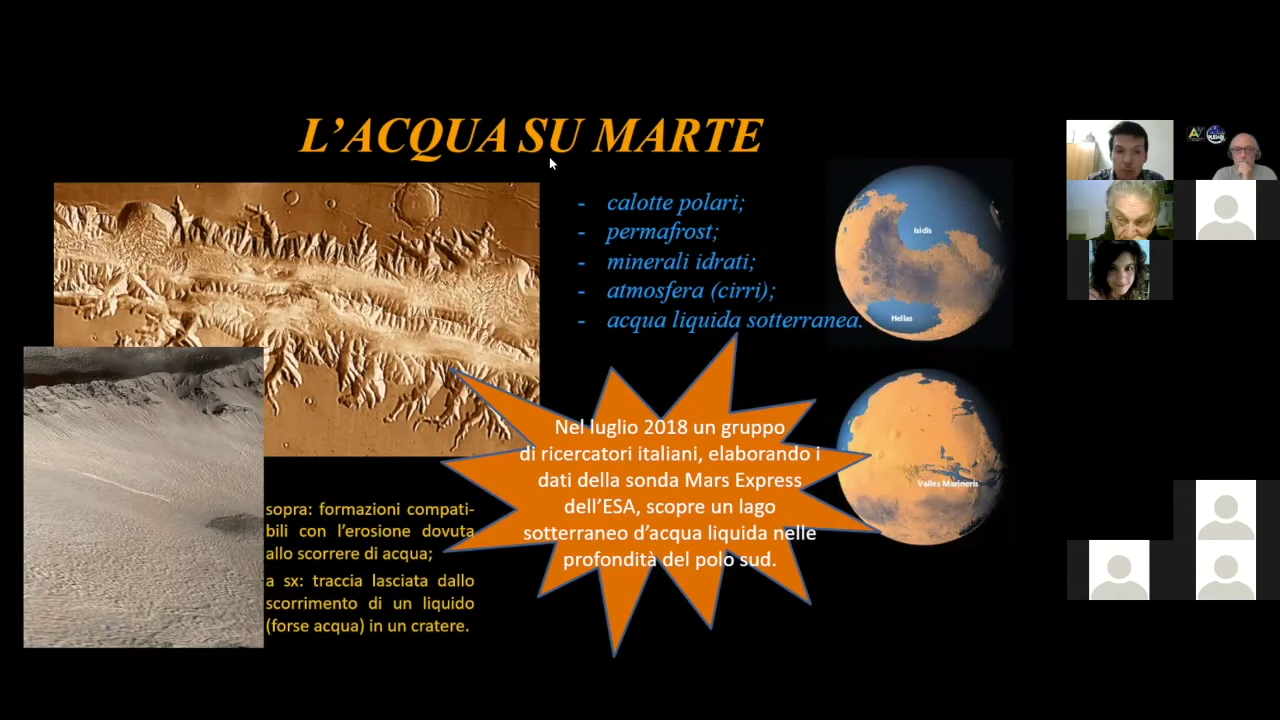 L'ACQUA SU MARTE
- calotte polari;
- permafrost;
- minerali idrati;
- atmosfera (cirri);
- acqua liquida sotterranea.
Isidis
Hellas
Nel luglio 2018 un gruppo
di ricercatori italiani, elaborando i
dati della sonda Mars Express
dell'ESA, scopre un lago
sotterraneo d'acqua liquida nelle
profondità del polo sud.
Valles Marineris
sopra: formazioni compati-
bili con l'erosione dovuta
allo scorrere di acqua;
a sx: traccia lasciata dallo
scorrimento di un liquido
(forse acqua) in un cratere.